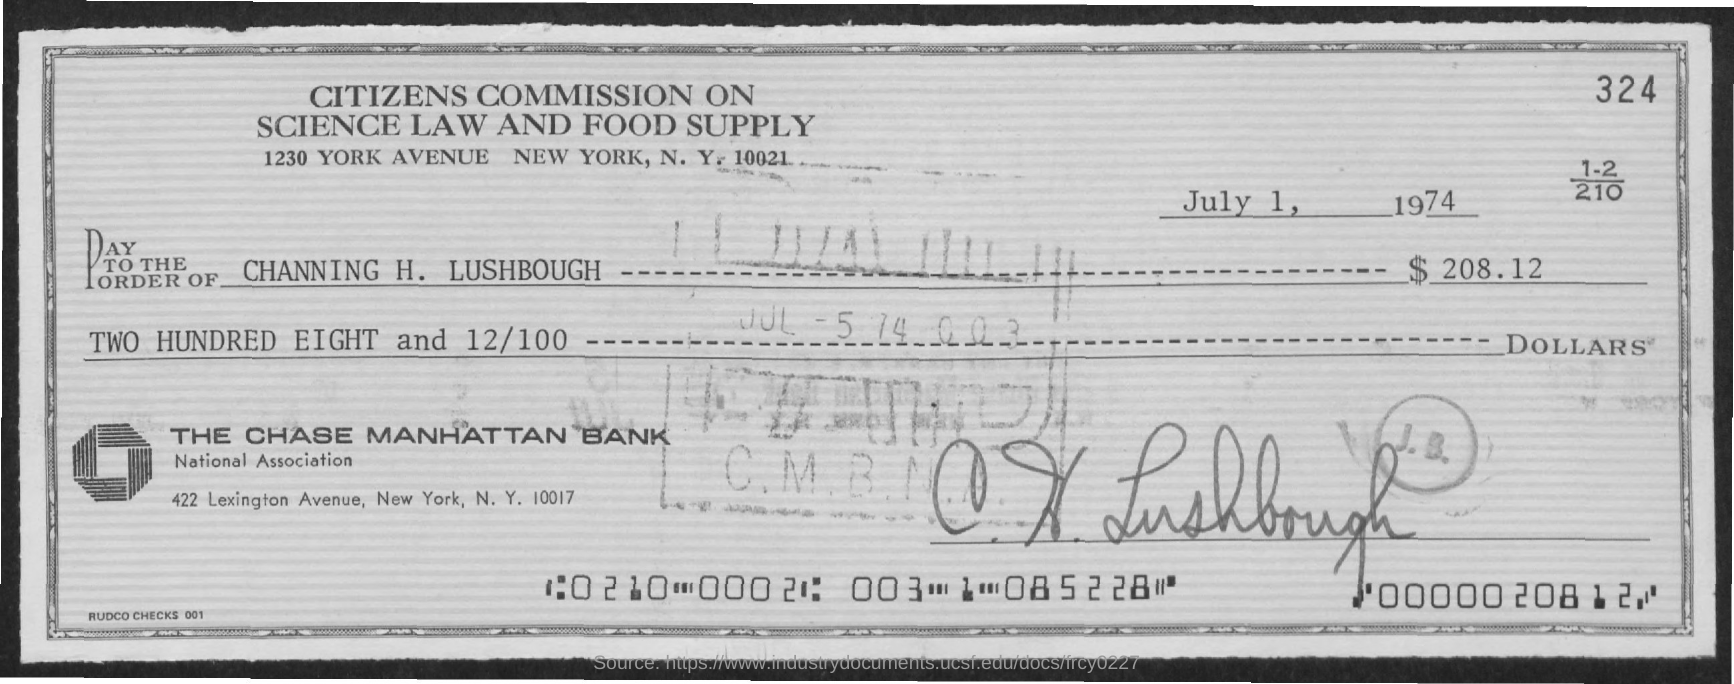 CITIZENS COMMISSION ON
SCIENCE LAW AND FOOD SUPPLY
1230 YORK AVENUE NEW YORK, N. Y. 10021
324
1-2
210
July 1, 1974
PAY TO THE ORDER OF CHANNING H. LUSHBOUGH $ 208.12
JUL -5 74 003
TWO HUNDRED EIGHT and 12/100 DOLLARS
THE CHASE MANHATTAN BANK
National Association
422 Lexington Avenue, New York, N. Y. 10017
C. M. B. N.
J. B.
C. H. Lushbough
0210 0002 003 1 085228 0000020812
RUDCO CHECKS 001
Source: https://www.industrydocuments.ucsf.edu/docs/frcy0227